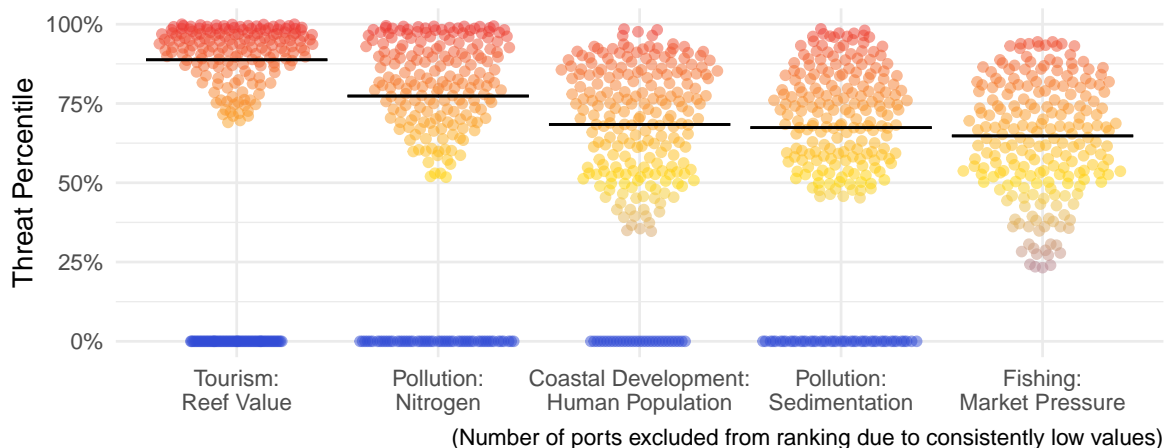 Threat Percentile
100%
75%
50%
25%
0%
Tourism:
Reef Value
Pollution:
Nitrogen
Coastal Development:
Human Population
Pollution:
Sedimentation
Fishing:
Market Pressure
(Number of ports excluded from ranking due to consistently low values)